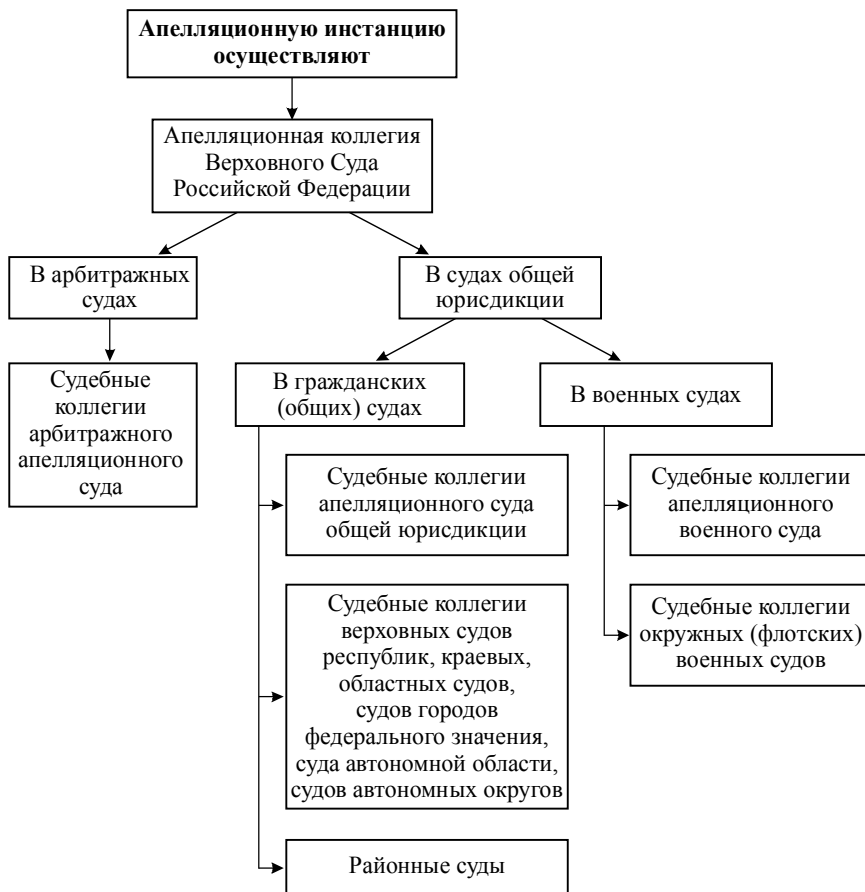 Апелляционную инстанцию
осуществляют
Апелляционная коллегия
Верховного Суда
Российской Федерации
В арбитражных
судах
В судах общей
юрисдикции
Судебные
коллегии
арбитражного
апелляционного
суда
В гражданских
(общих) судах
В военных судах
Судебные коллегии
апелляционного суда
общей юрисдикции
Судебные коллегии
апелляционного
военного суда
Судебные коллегии
верховных судов
республик, краевых,
областных судов,
судов городов
федерального значения,
суда автономной области,
судов автономных округов
Судебные коллегии
окружных (флотских)
военных судов
Районные суды